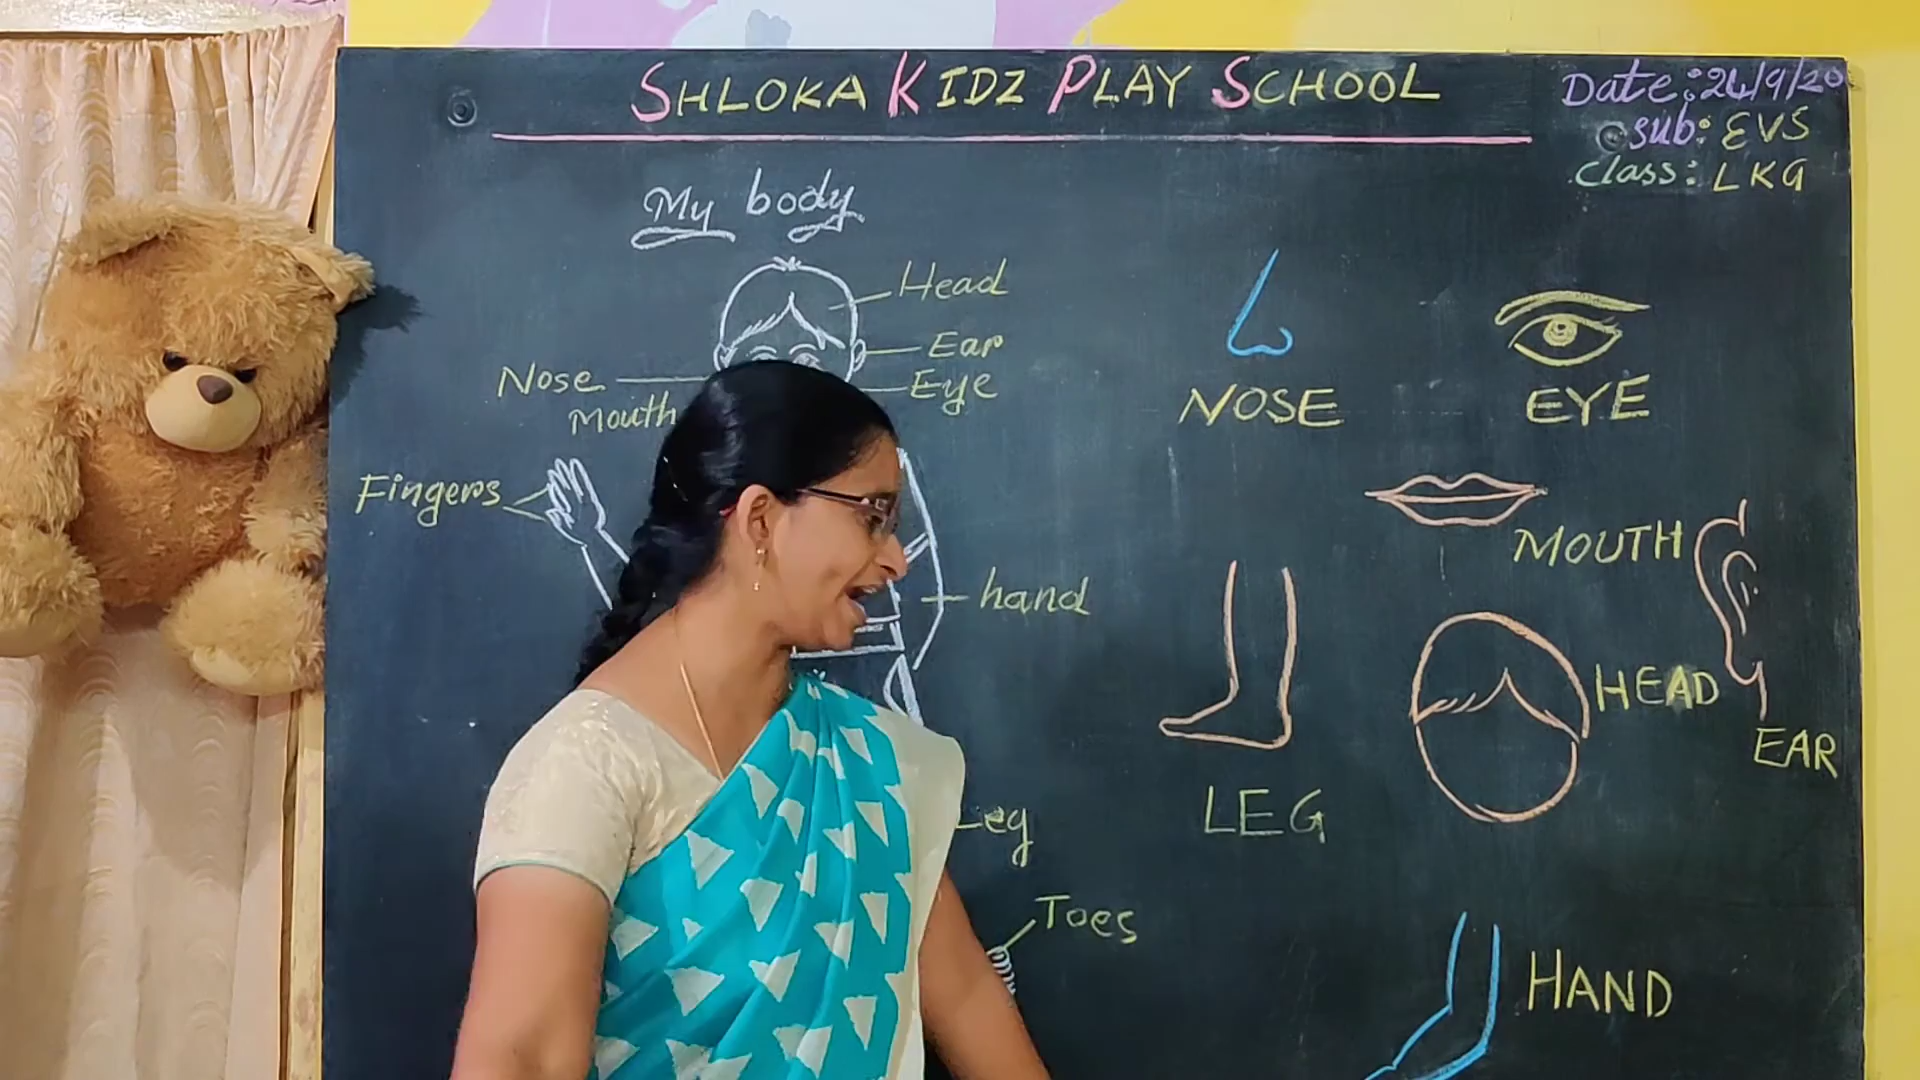 SHLOKA KIDZ PLAY SCHOOL
Date: 24/9/20
Sub: EVS
Class: LKG
My body
Head
Ear
Nose
Eye
Mouth
Fingers
hand
Leg
Toes
NOSE
EYE
MOUTH
HEAD
EAR
LEG
HAND